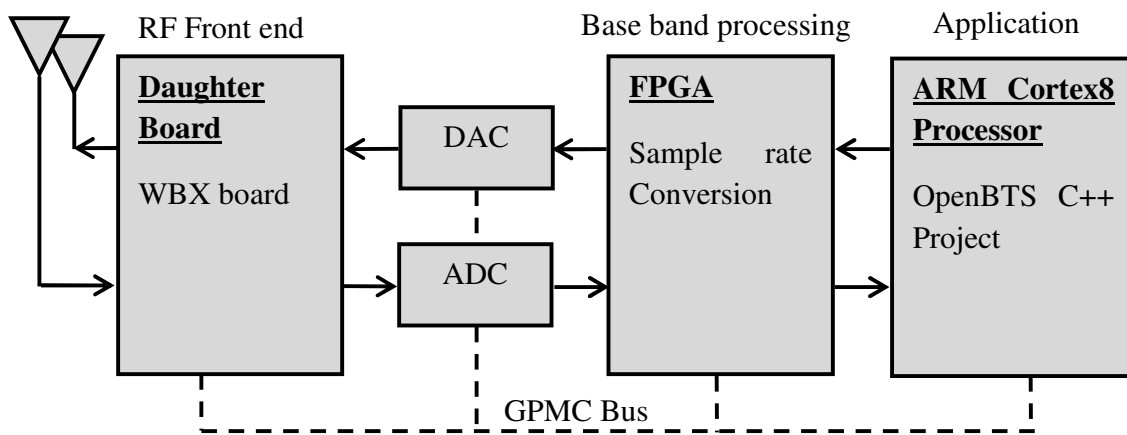 RF Front end
Base band processing
Application
Daughter
Board
WBX board
DAC
ADC
FPGA
Sample rate
Conversion
ARM Cortex8
Processor
OpenBTS C++
Project
GPMC Bus